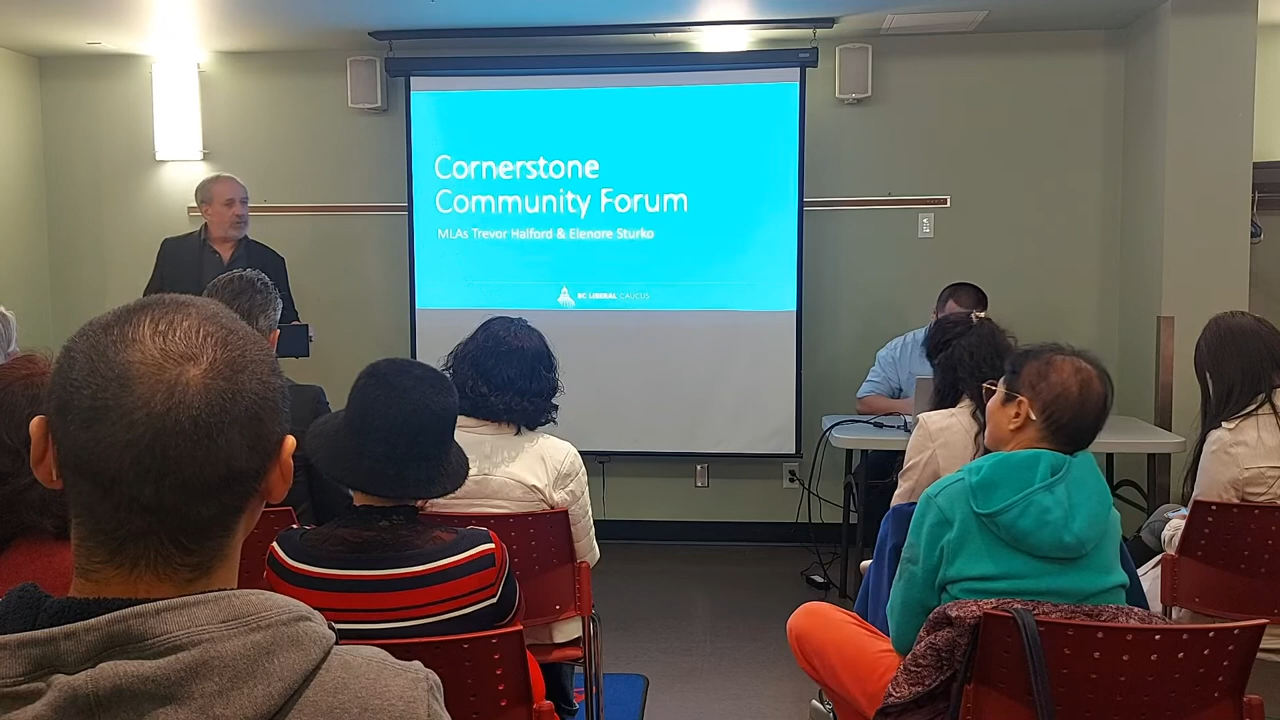 Cornerstone
Community Forum
MLAs Trevor Halford & Elenore Sturko
BC LIBERAL CAUCUS